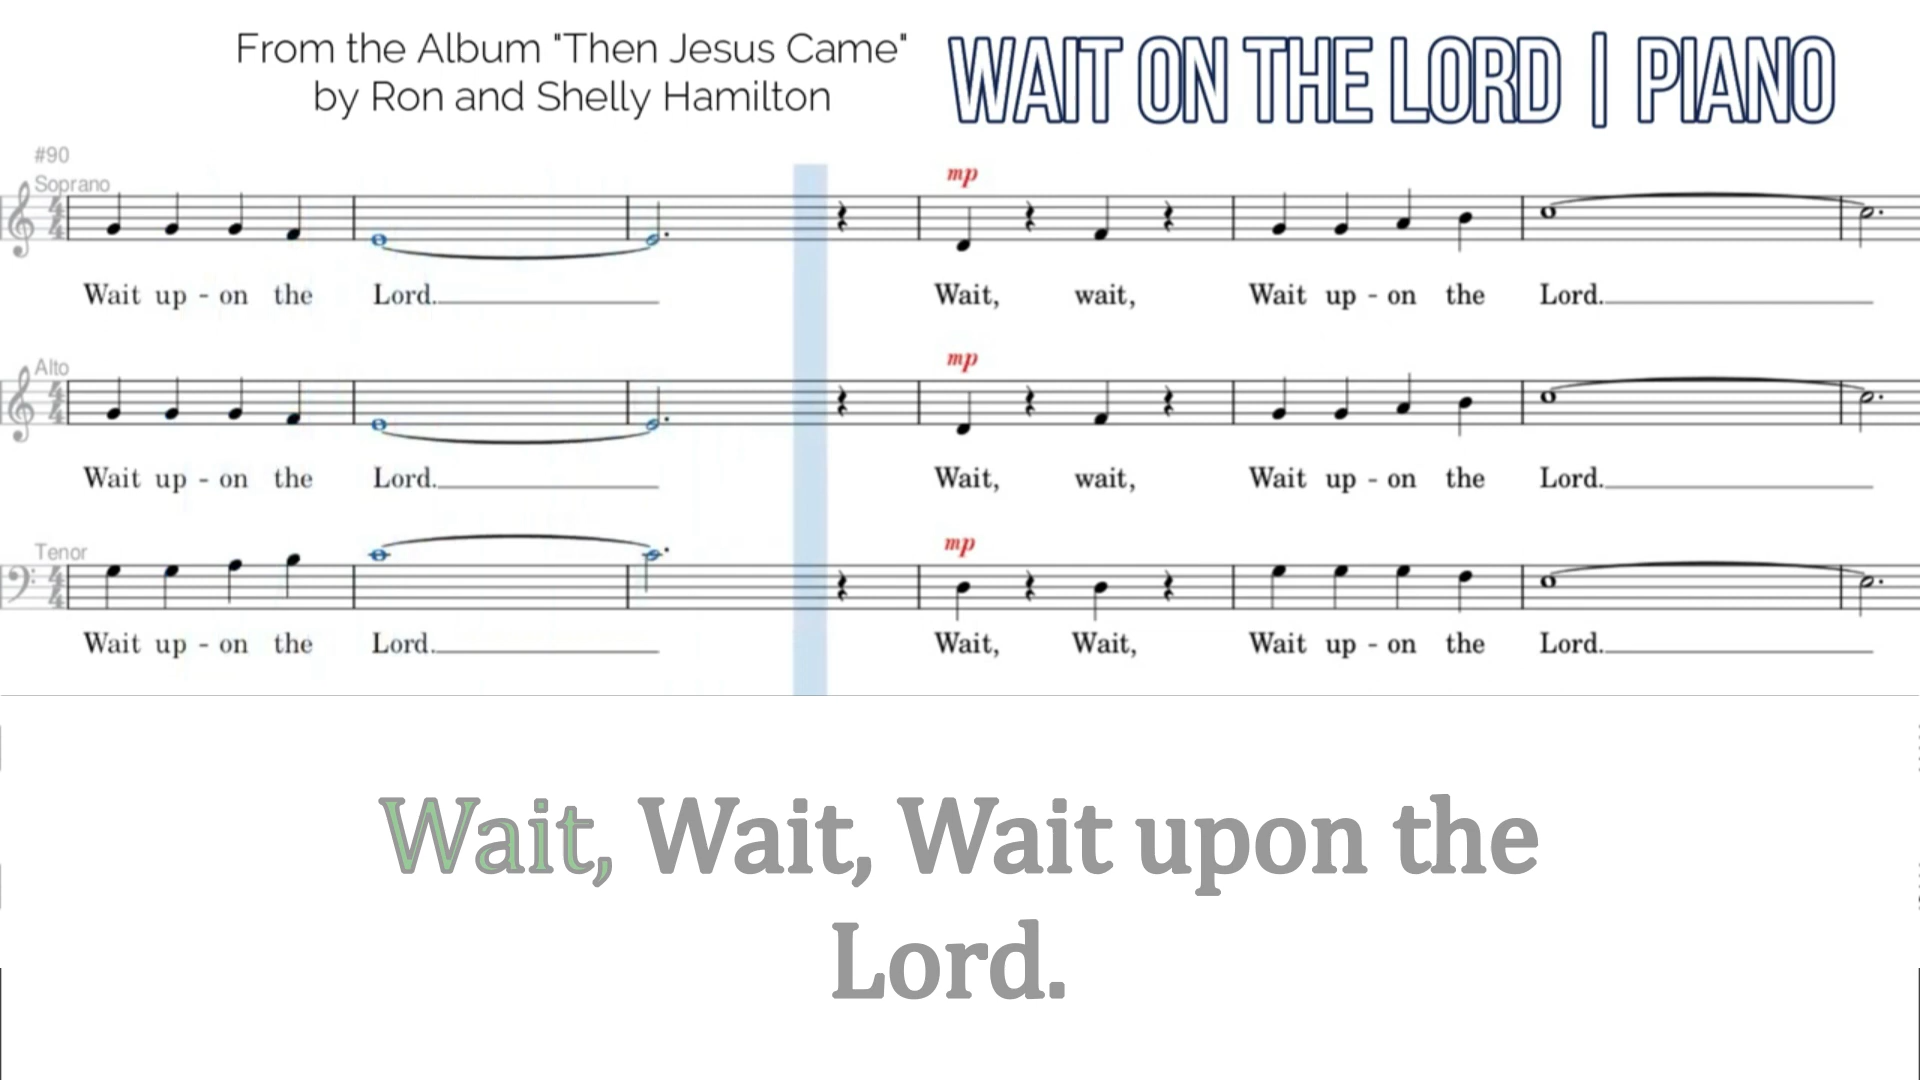 From the Album "Then Jesus Came"
by Ron and Shelly Hamilton
WAIT ON THE LORD | PIANO
#90
Soprano
mp
Wait up - on the Lord. Wait, wait, Wait up - on the Lord.
Alto
mp
Wait up - on the Lord. Wait, wait, Wait up - on the Lord.
Tenor
mp
Wait up - on the Lord. Wait, Wait, Wait up - on the Lord.
Wait, Wait, Wait upon the
Lord.